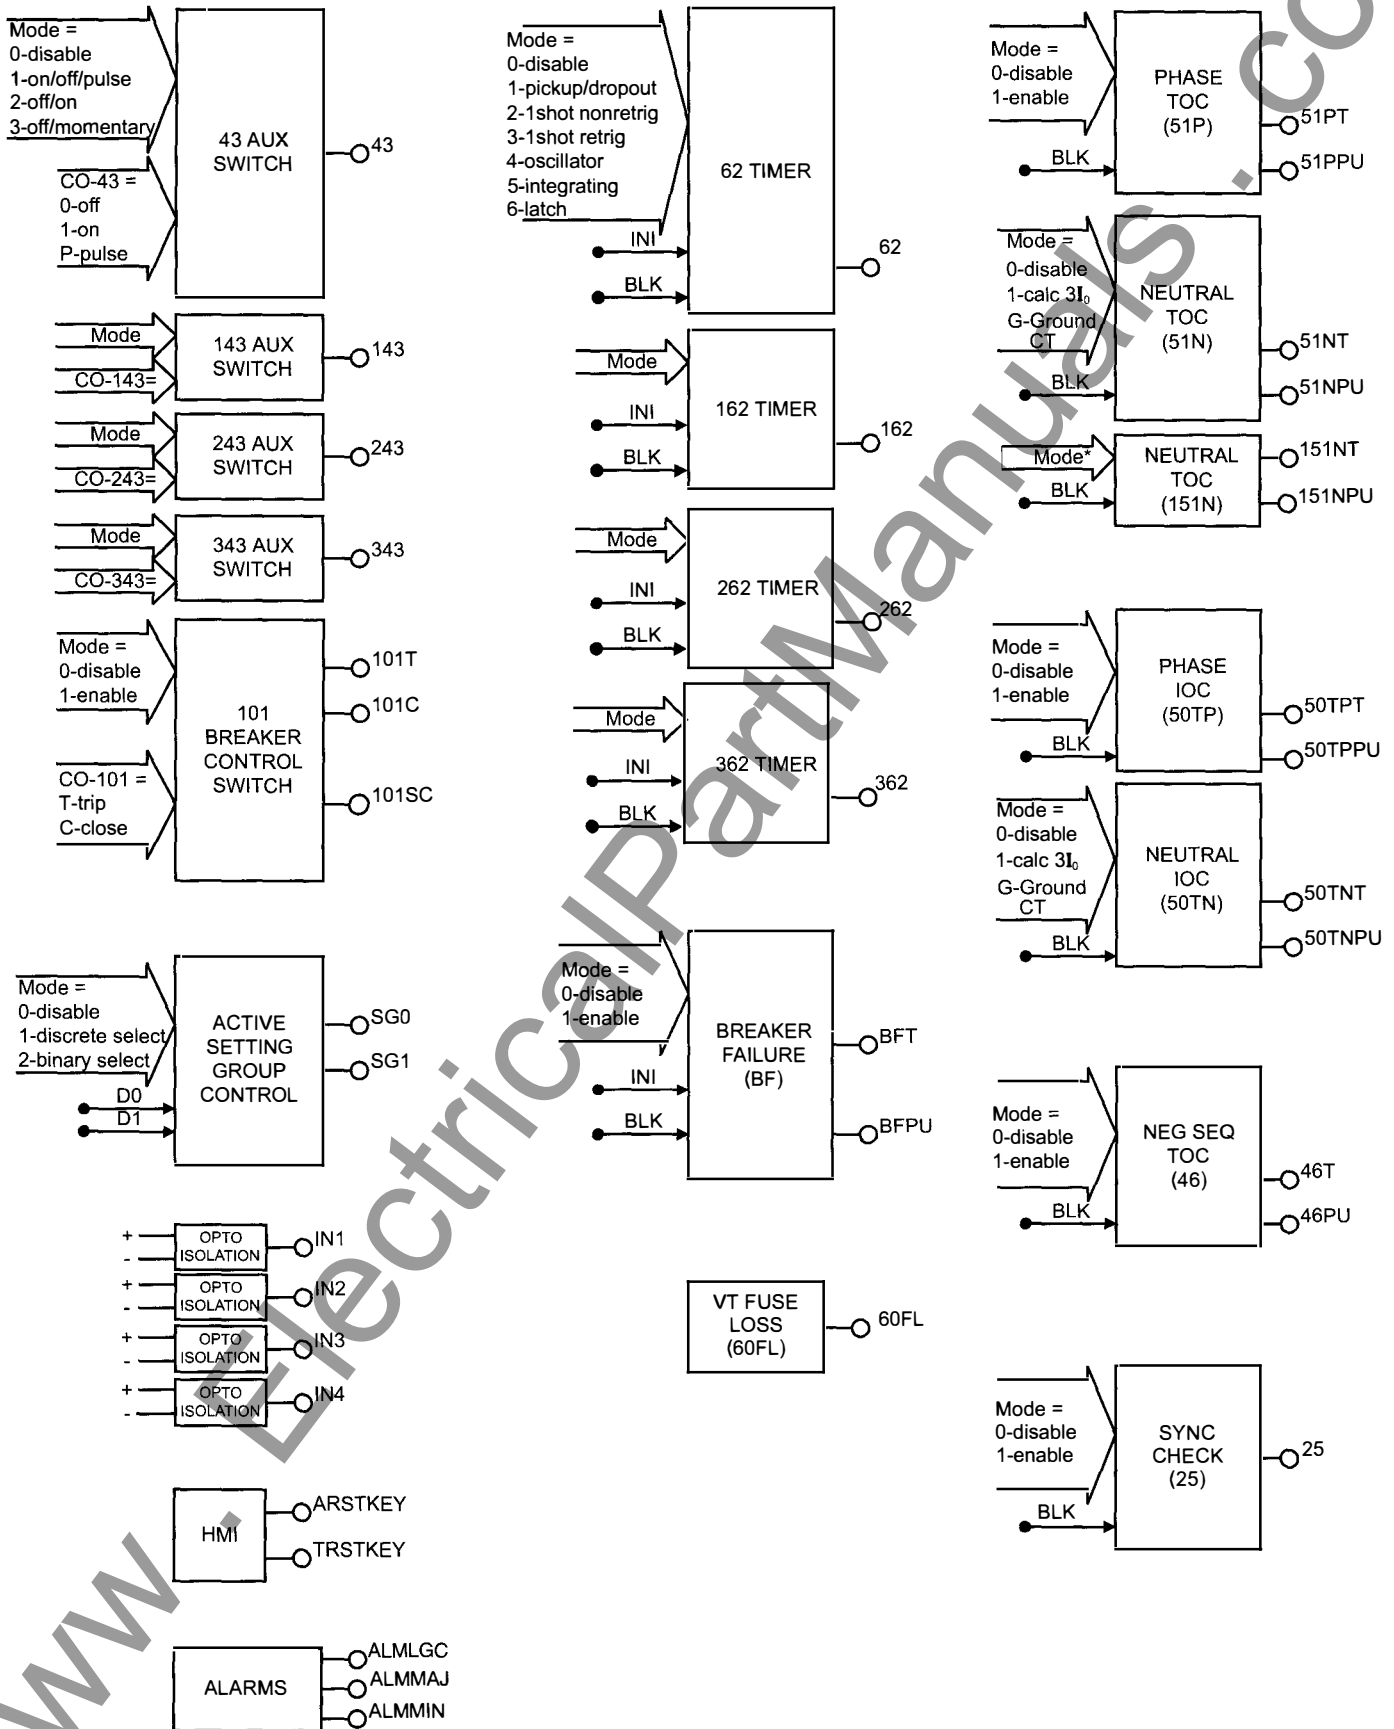 Mode =
0-disable
1-on/off/pulse
2-off/on
3-off/momentary
CO-43 =
0-off
1-on
P-pulse
43 AUX
SWITCH
43
Mode
CO-143=
143 AUX
SWITCH
143
Mode
CO-243=
243 AUX
SWITCH
243
Mode
CO-343=
343 AUX
SWITCH
343
Mode =
0-disable
1-enable
CO-101 =
T-trip
C-close
101
BREAKER
CONTROL
SWITCH
101T
101C
101SC
Mode =
0-disable
1-discrete select
2-binary select
D0
D1
ACTIVE
SETTING
GROUP
CONTROL
SG0
SG1
+
-
OPTO
ISOLATION
IN1
+
-
OPTO
ISOLATION
IN2
+
-
OPTO
ISOLATION
IN3
+
-
OPTO
ISOLATION
IN4
HMI
ARSTKEY
TRSTKEY
ALARMS
ALMLGC
ALMMAJ
ALMMIN
Mode =
0-disable
1-pickup/dropout
2-1shot nonretrig
3-1shot retrig
4-oscillator
5-integrating
6-latch
INI
BLK
62 TIMER
62
Mode
INI
BLK
162 TIMER
162
Mode
INI
BLK
262 TIMER
262
Mode
INI
BLK
362 TIMER
362
Mode =
0-disable
1-enable
INI
BLK
BREAKER
FAILURE
(BF)
BFT
BFPU
VT FUSE
LOSS
(60FL)
60FL
Mode =
0-disable
1-enable
BLK
PHASE
TOC
(51P)
51PT
51PPU
Mode =
0-disable
1-calc 3I₀
G-Ground
CT
BLK
NEUTRAL
TOC
(51N)
51NT
51NPU
Mode*
BLK
NEUTRAL
TOC
(151N)
151NT
151NPU
Mode =
0-disable
1-enable
BLK
PHASE
IOC
(50TP)
50TPT
50TPPU
Mode =
0-disable
1-calc 3I₀
G-Ground
CT
BLK
NEUTRAL
IOC
(50TN)
50TNT
50TNPU
Mode =
0-disable
1-enable
BLK
NEG SEQ
TOC
(46)
46T
46PU
Mode =
0-disable
1-enable
BLK
SYNC
CHECK
(25)
25
ww . ElectricalPartManuals . co